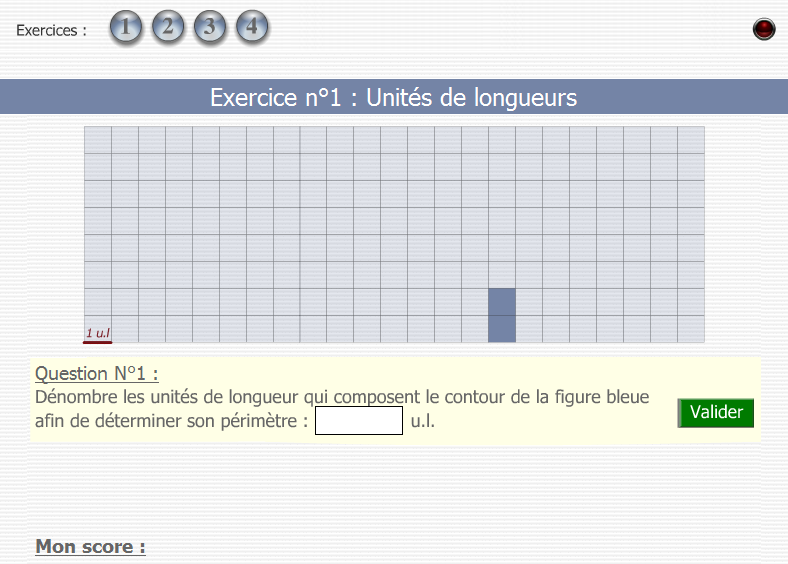 Exercices :
1 2 3 4
Exercice n°1 : Unités de longueurs
1 u.l
Question N°1 :
Dénombre les unités de longueur qui composent le contour de la figure bleue
afin de déterminer son périmètre : u.l.
Valider
Mon score :